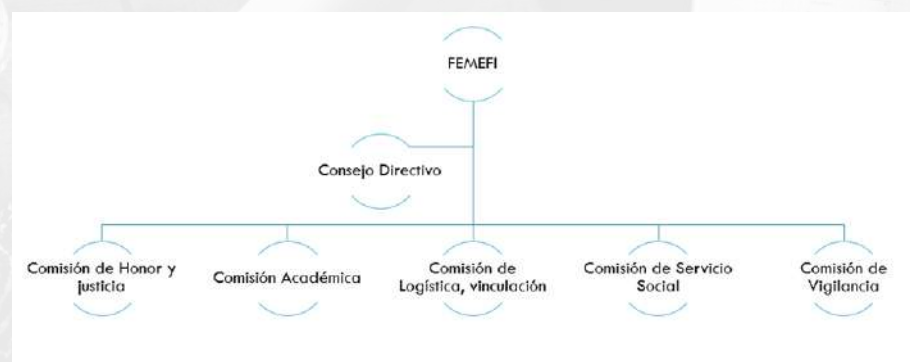 FEMEFI
Consejo Directivo
Comisión de Honor y
justicia
Comisión Académica
Comisión de
Logística, vinculación
Comisión de Servicio
Social
Comisión de
Vigilancia